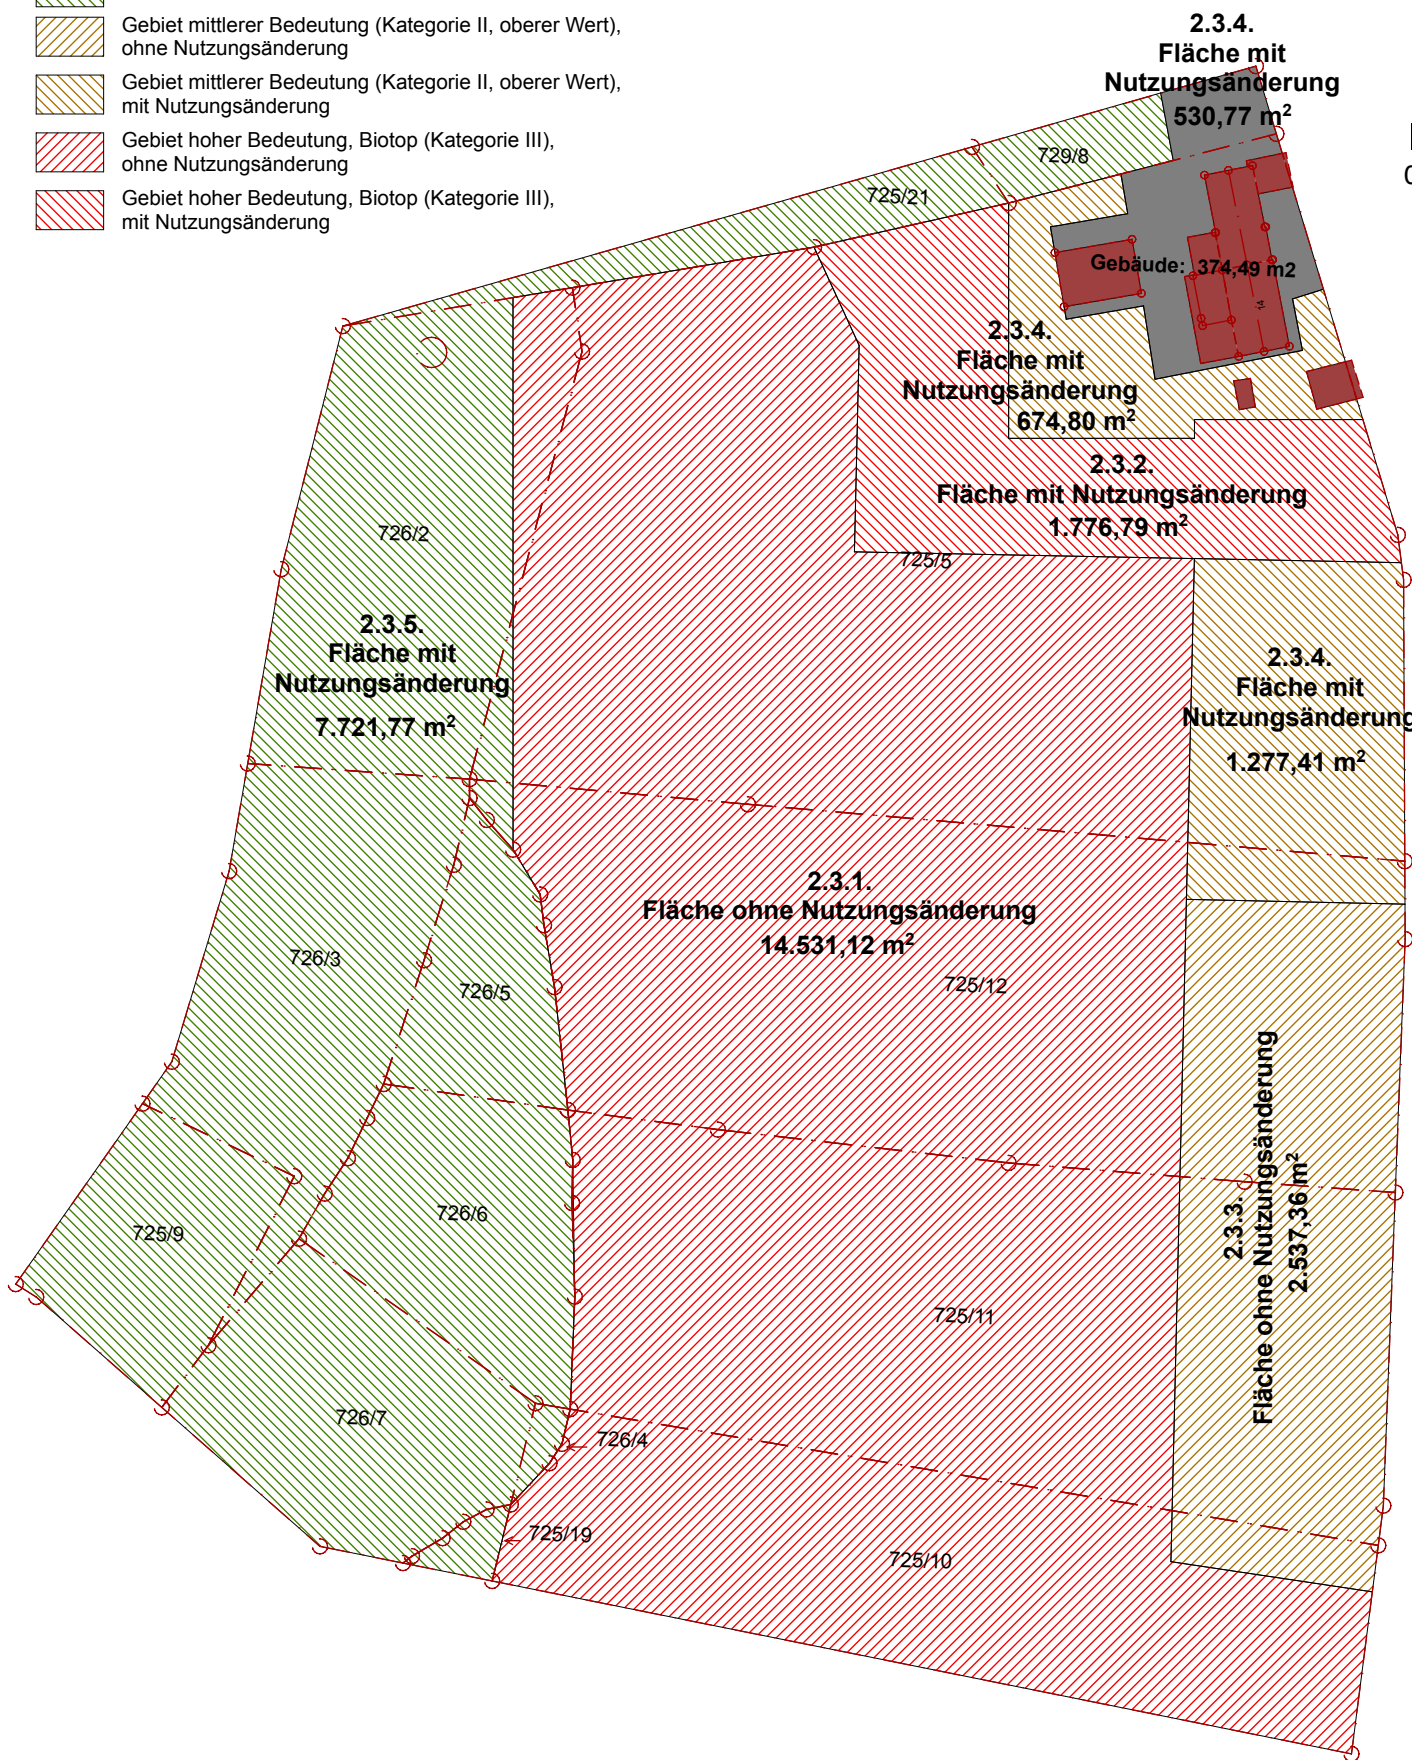 Gebiet mittlerer Bedeutung (Kategorie II, oberer Wert),
ohne Nutzungsänderung
Gebiet mittlerer Bedeutung (Kategorie II, oberer Wert),
mit Nutzungsänderung
Gebiet hoher Bedeutung, Biotop (Kategorie III),
ohne Nutzungsänderung
Gebiet hoher Bedeutung, Biotop (Kategorie III),
mit Nutzungsänderung
2.3.4.
Fläche mit
Nutzungsänderung
530,77 m²
0
729/8
725/21
Gebäude: 374,49 m2
14
2.3.4.
Fläche mit
Nutzungsänderung
674,80 m²
2.3.2.
Fläche mit Nutzungsänderung
1.776,79 m²
726/2
725/5
2.3.5.
Fläche mit
Nutzungsänderung
7.721,77 m²
2.3.4.
Fläche mit
Nutzungsänderung
1.277,41 m²
2.3.1.
Fläche ohne Nutzungsänderung
14.531,12 m²
726/3
726/5
725/12
2.3.3.
Fläche ohne Nutzungsänderung
2.537,36 m²
725/9
726/6
725/11
726/7
726/4
725/19
725/10